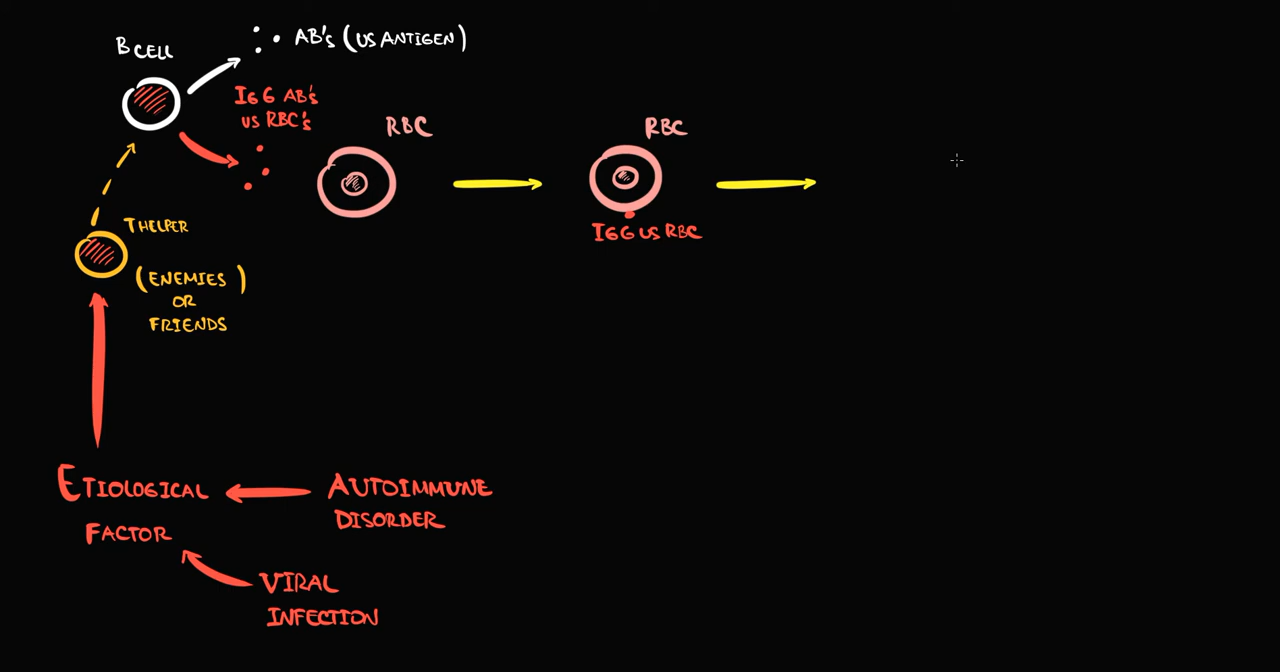 B CELL
AB's (VS ANTIGEN)
IGG AB's
VS RBC's
RBC
RBC
IGG VS RBC
T HELPER
(ENEMIES)
OR
FRIENDS
ETIOLOGICAL
FACTOR
AUTOIMMUNE
DISORDER
VIRAL
INFECTION